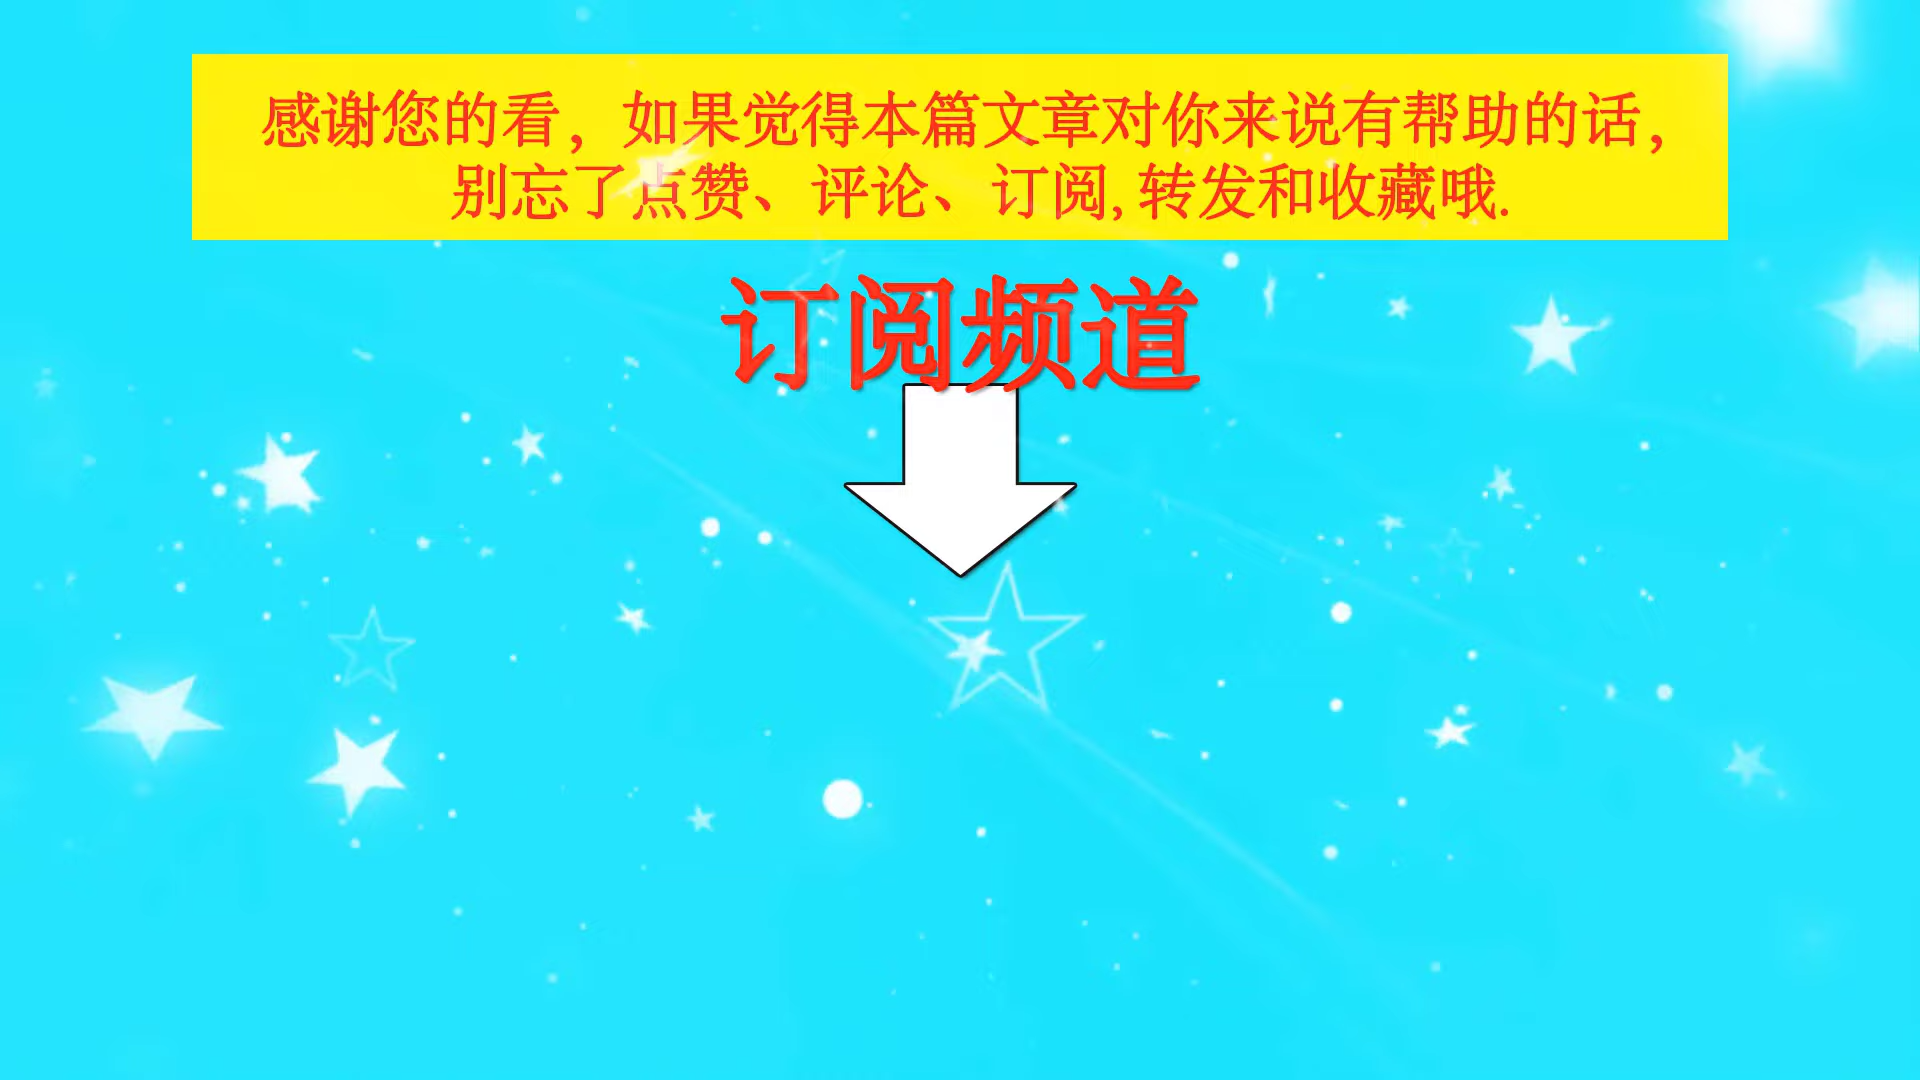 感谢您的看，如果觉得本篇文章对你来说有帮助的话，
别忘了点赞、评论、订阅,转发和收藏哦.
订阅频道